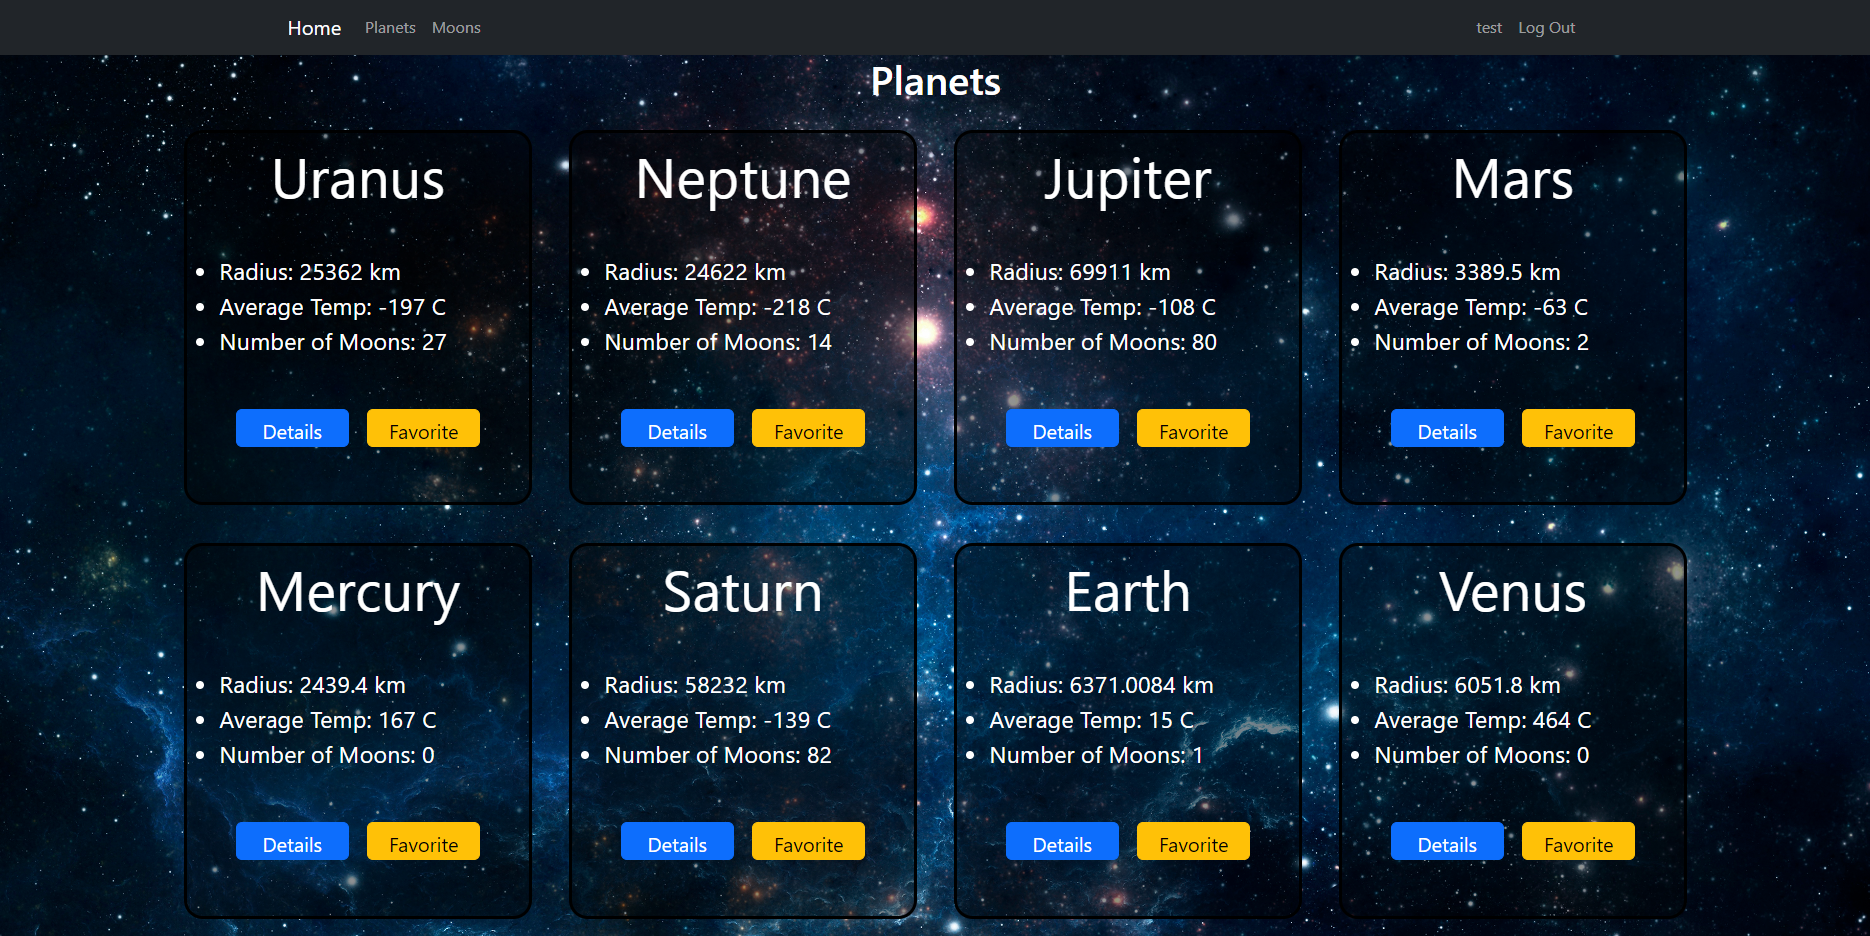 Home Planets Moons test Log Out
Planets
Uranus
• Radius: 25362 km
• Average Temp: -197 C
• Number of Moons: 27
Details Favorite
Neptune
• Radius: 24622 km
• Average Temp: -218 C
• Number of Moons: 14
Details Favorite
Jupiter
• Radius: 69911 km
• Average Temp: -108 C
• Number of Moons: 80
Details Favorite
Mars
• Radius: 3389.5 km
• Average Temp: -63 C
• Number of Moons: 2
Details Favorite
Mercury
• Radius: 2439.4 km
• Average Temp: 167 C
• Number of Moons: 0
Details Favorite
Saturn
• Radius: 58232 km
• Average Temp: -139 C
• Number of Moons: 82
Details Favorite
Earth
• Radius: 6371.0084 km
• Average Temp: 15 C
• Number of Moons: 1
Details Favorite
Venus
• Radius: 6051.8 km
• Average Temp: 464 C
• Number of Moons: 0
Details Favorite